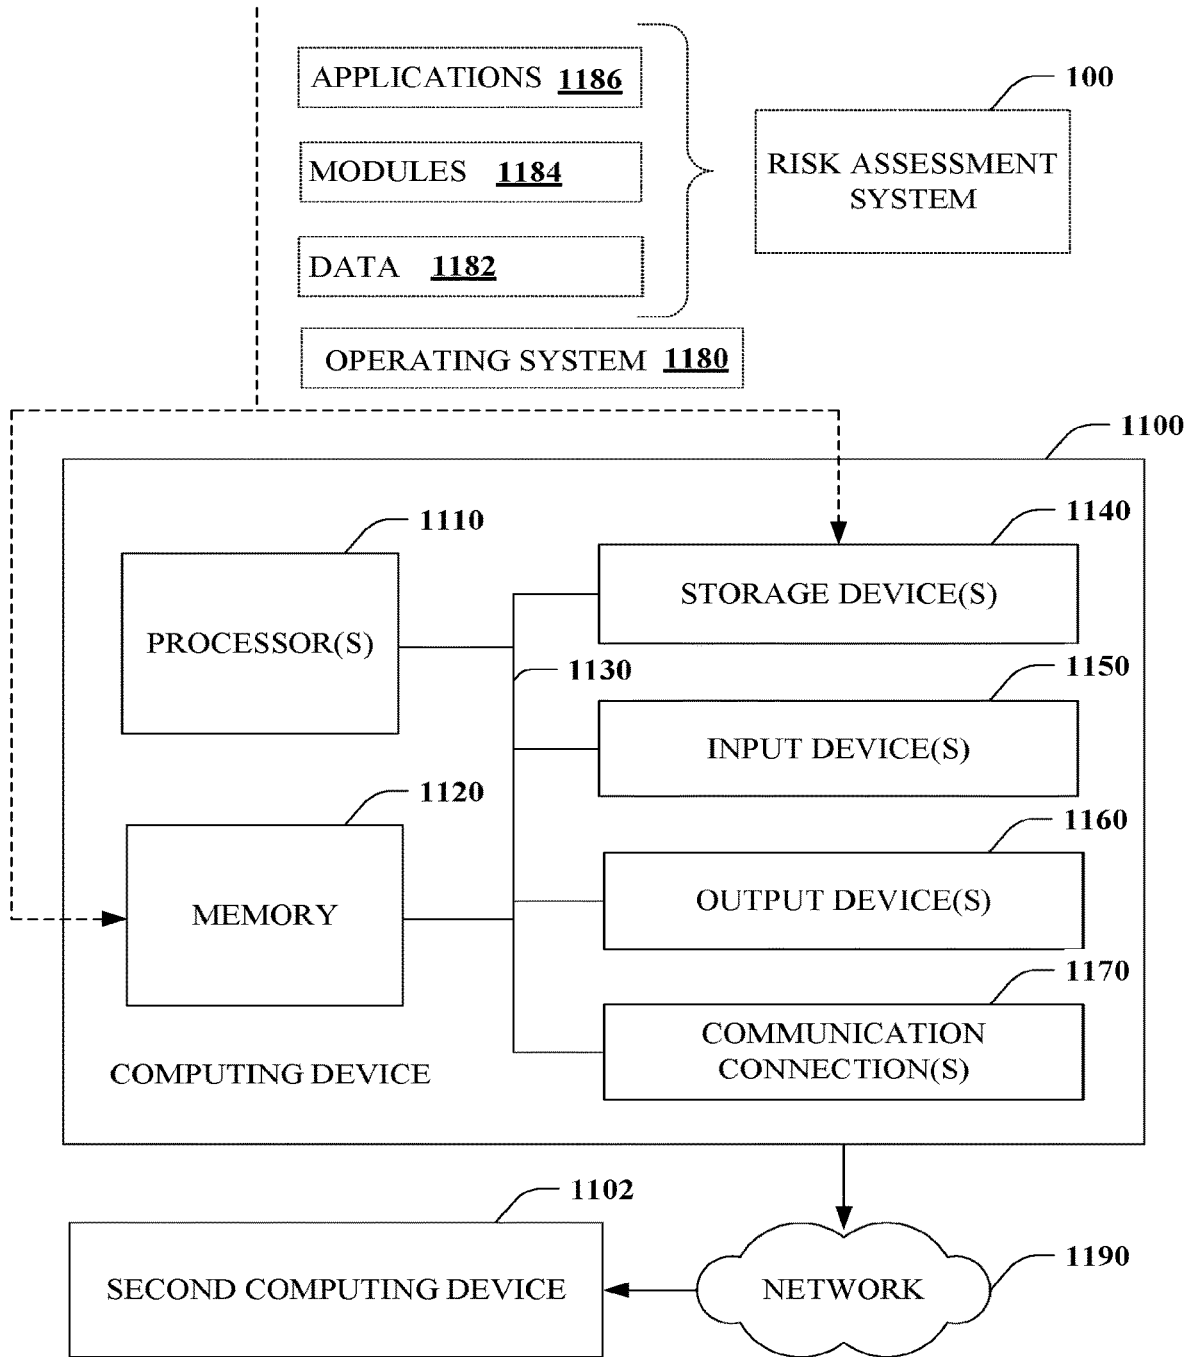 APPLICATIONS 1186
100
MODULES 1184
RISK ASSESSMENT
SYSTEM
DATA 1182
OPERATING SYSTEM 1180
1100
1110
1140
PROCESSOR(S)
STORAGE DEVICE(S)
1130
1150
INPUT DEVICE(S)
1120
1160
MEMORY
OUTPUT DEVICE(S)
1170
COMMUNICATION
CONNECTION(S)
COMPUTING DEVICE
1102
SECOND COMPUTING DEVICE
NETWORK
1190